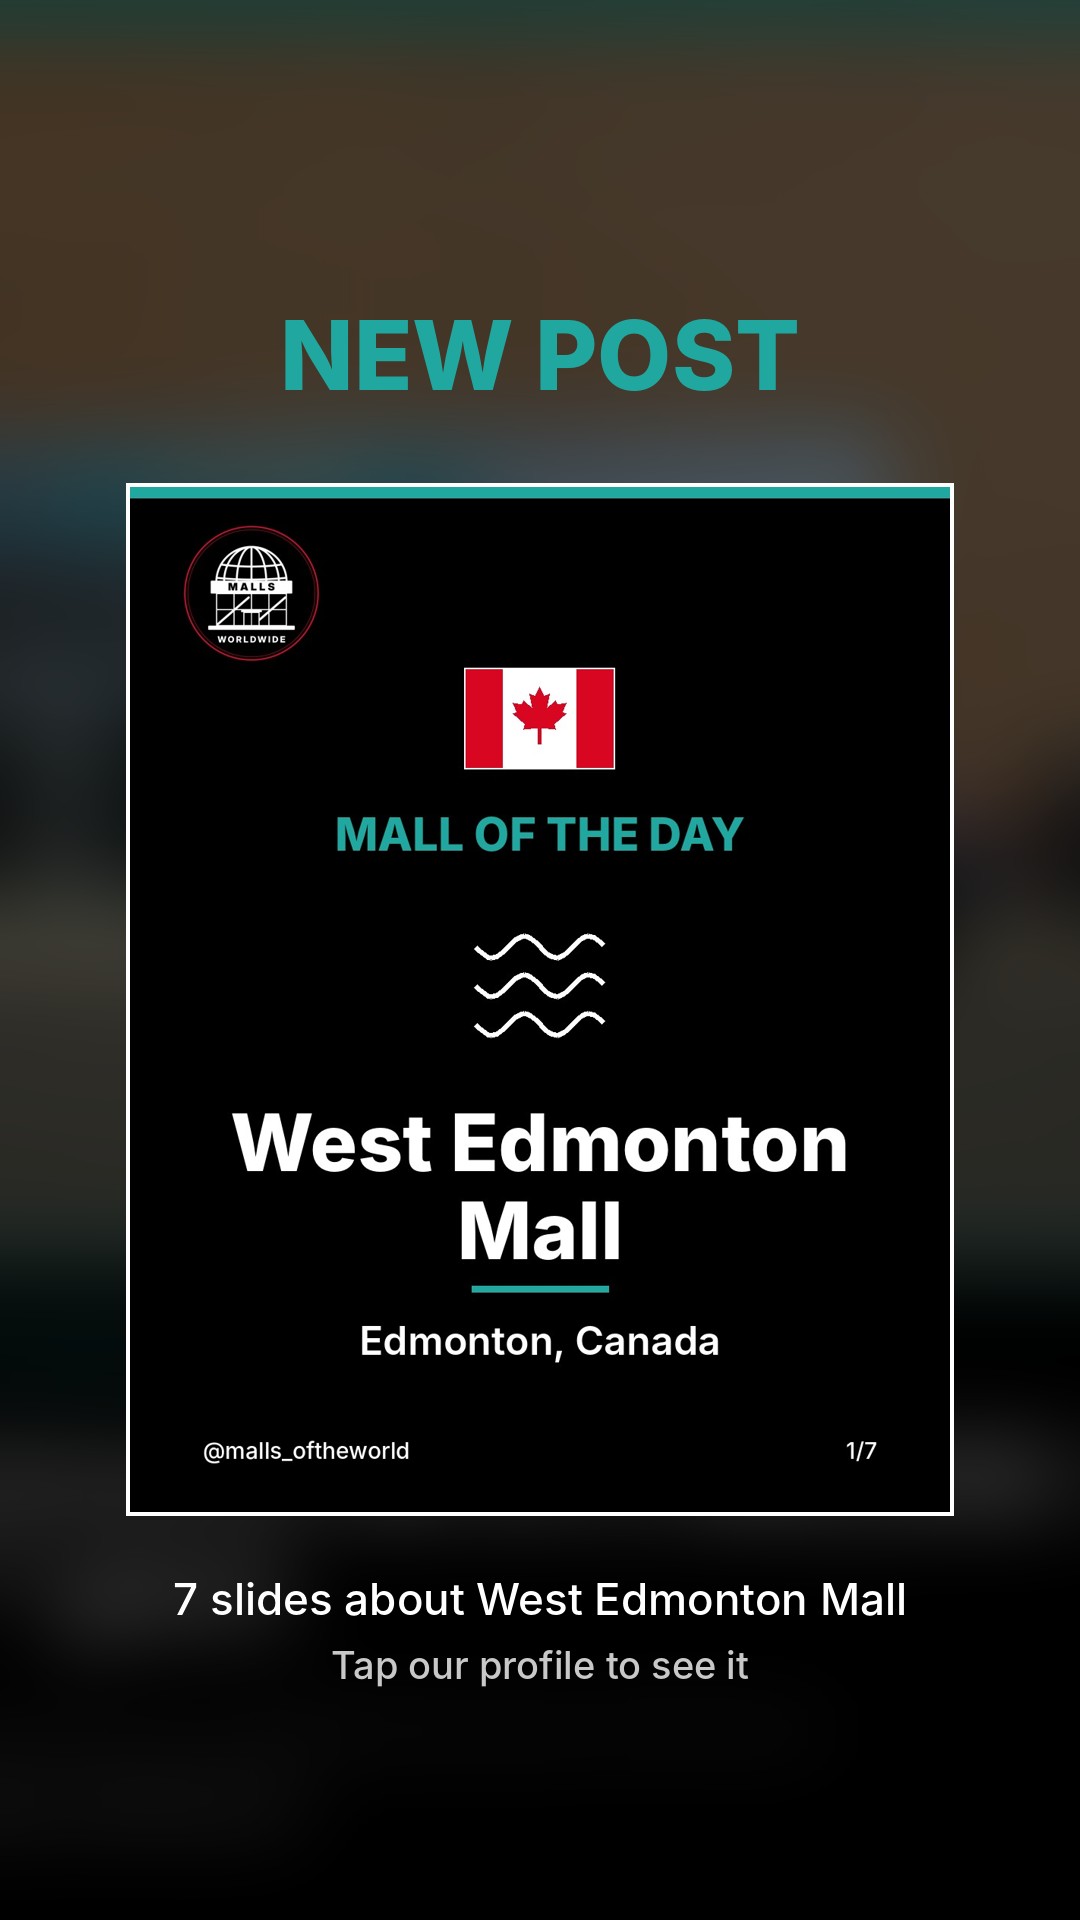 NEW POST
MALLS
WORLDWIDE
MALL OF THE DAY
West Edmonton
Mall
Edmonton, Canada
@malls_oftheworld
1/7
7 slides about West Edmonton Mall
Tap our profile to see it